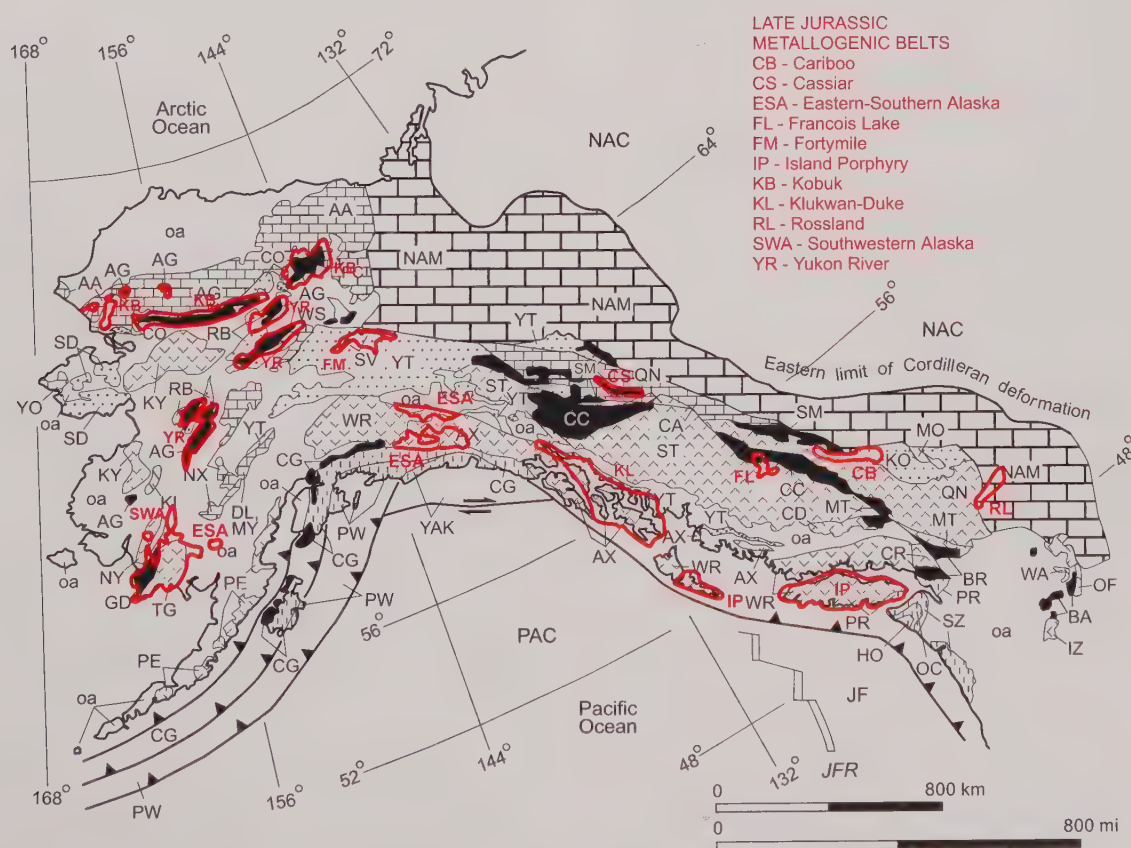 168°
156°
144°
132°
72°
Arctic
Ocean
NAC
64°
LATE JURASSIC
METALLOGENIC BELTS
CB - Cariboo
CS - Cassiar
ESA - Eastern-Southern Alaska
FL - Francois Lake
FM - Fortymile
IP - Island Porphyry
KB - Kobuk
KL - Klukwan-Duke
RL - Rossland
SWA - Southwestern Alaska
YR - Yukon River
AA
oa
AG
AG
CO
KB
NAM
AA
AG
KB
KB
AG
YR
WS
NAM
56°
NAC
CO
RB
YT
SD
YR
FM
SV
YT
SM
QN
CS
Eastern limit of Cordilleran deformation
RB
ST
YT
YO
KY
oa
ESA
SM
oa
SD
WR
oa
CC
CA
MO
48°
YR
YT
AG
ESA
CG
ST
KO
NAM
KY
NX
CG
KL
FL
CB
CC
QN
RL
oa
oa
AG
KL
SWA
DL
MY
ESA
oa
PW
YAK
CG
T
YT
CD
MT
MT
oa
AX
AX
CR
oa
NY
GD
TG
PE
PW
WR
AX
WR
IP
IP
BR
PR
WA
OF
PR
SZ
BA
IZ
oa
HO
OC
56°
PAC
CG
PE
oa
CG
Pacific
Ocean
JF
52°
144°
48°
132°
JFR
168°
PW
156°
0
800 km
0
800 mi